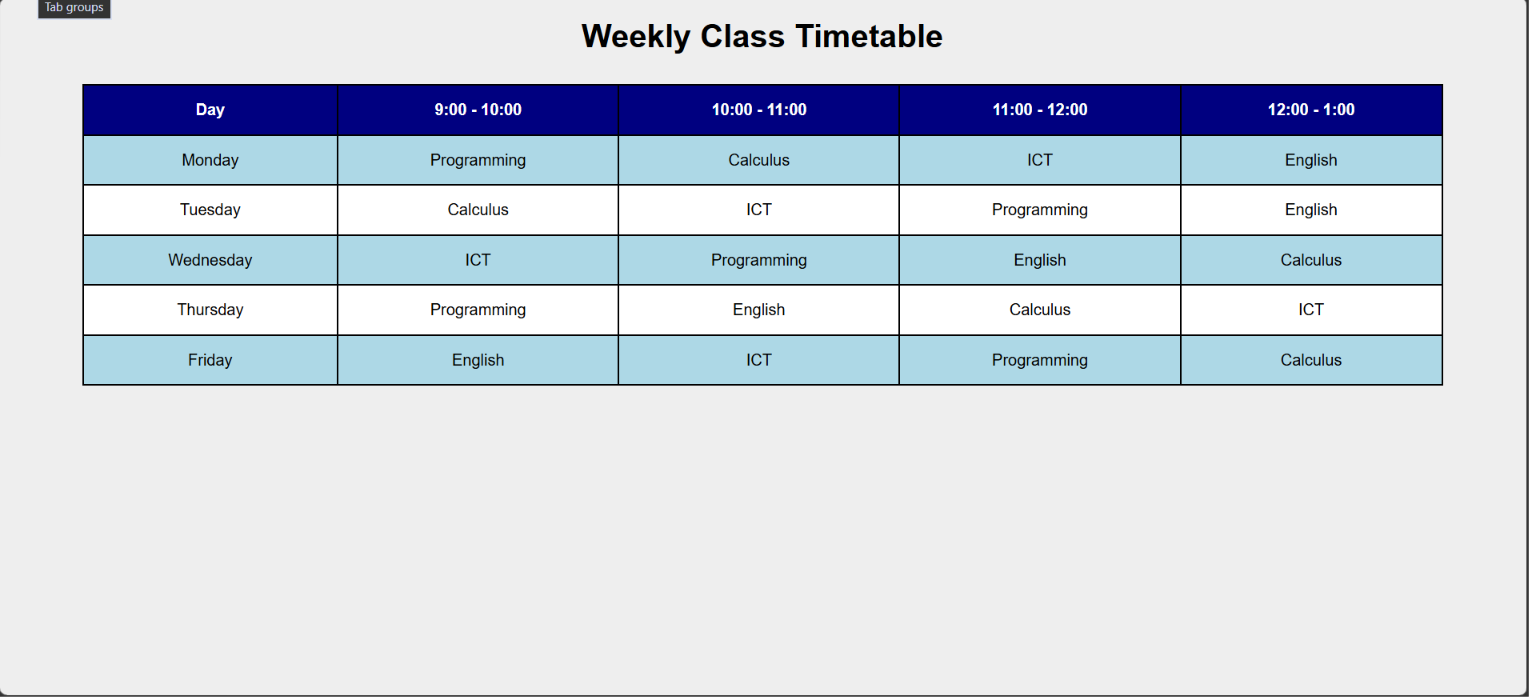 Tab groups
Weekly Class Timetable
Day 9:00 - 10:00 10:00 - 11:00 11:00 - 12:00 12:00 - 1:00
Monday Programming Calculus ICT English
Tuesday Calculus ICT Programming English
Wednesday ICT Programming English Calculus
Thursday Programming English Calculus ICT
Friday English ICT Programming Calculus